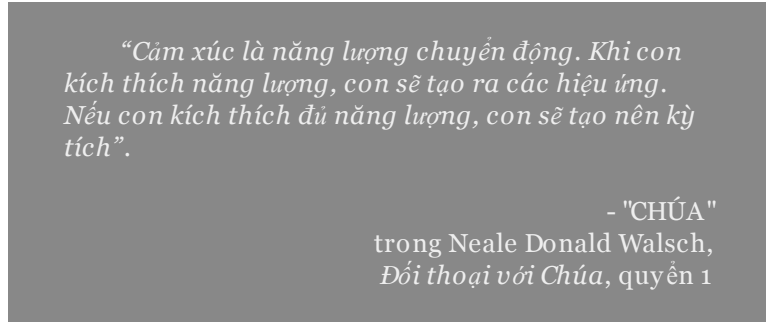 “Cảm xúc là năng lượng chuyển động. Khi con
kích thích năng lượng, con sẽ tạo ra các hiệu ứng.
Nếu con kích thích đủ năng lượng, con sẽ tạo nên kỳ
tích”.
- "CHÚA"
trong Neale Donald Walsch,
Đối thoại với Chúa, quyển 1